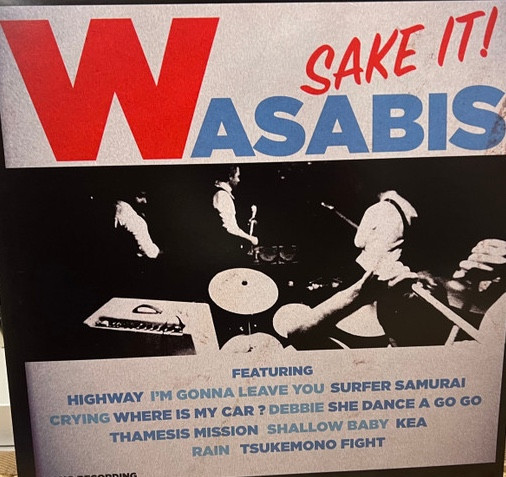 SAKE IT!
WASABIS
FEATURING
HIGHWAY I'M GONNA LEAVE YOU SURFER SAMURAI
CRYING WHERE IS MY CAR ? DEBBIE SHE DANCE A GO GO
THAMESIS MISSION SHALLOW BABY KEA
RAIN TSUKEMONO FIGHT
RECORDING